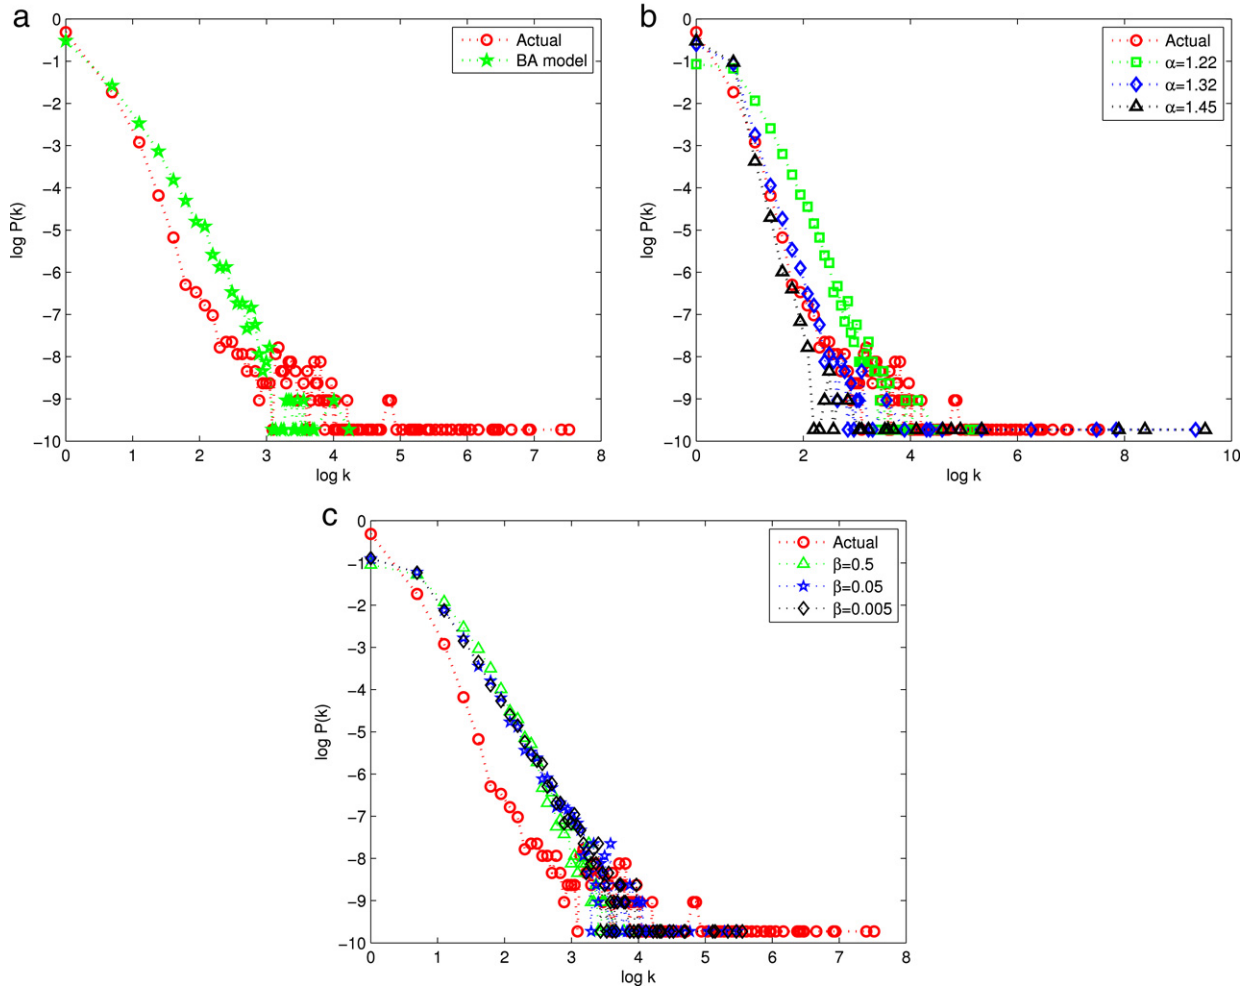 a
0
−1
−2
−3
−4
−5
−6
−7
−8
−9
−10
log P(k)
0 1 2 3 4 5 6 7 8
log k
Actual
BA model
b
0
−1
−2
−3
−4
−5
−6
−7
−8
−9
−10
log P(k)
0 2 4 6 8 10
log k
Actual
α=1.22
α=1.32
α=1.45
c
0
−1
−2
−3
−4
−5
−6
−7
−8
−9
−10
log P(k)
0 1 2 3 4 5 6 7 8
log k
Actual
β=0.5
β=0.05
β=0.005